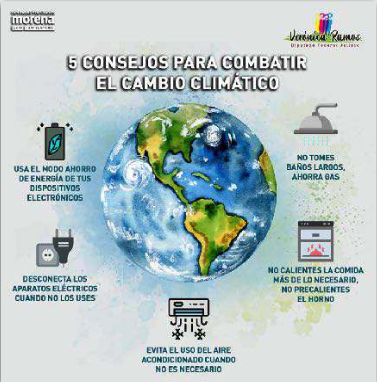 morena
Verónica Ramos
5 CONSEJOS PARA COMBATIR
EL CAMBIO CLIMÁTICO
USA EL MODO AHORRO
DE ENERGÍA DE TUS
DISPOSITIVOS
ELECTRÓNICOS
NO TOMES
BAÑOS LARGOS,
AHORRA GAS
DESCONECTA LOS
APARATOS ELÉCTRICOS
CUANDO NO LOS USES
NO CALIENTES LA COMIDA
MÁS DE LO NECESARIO,
NO PRECALIENTES
EL HORNO
EVITA EL USO DEL AIRE
ACONDICIONADO CUANDO
NO ES NECESARIO